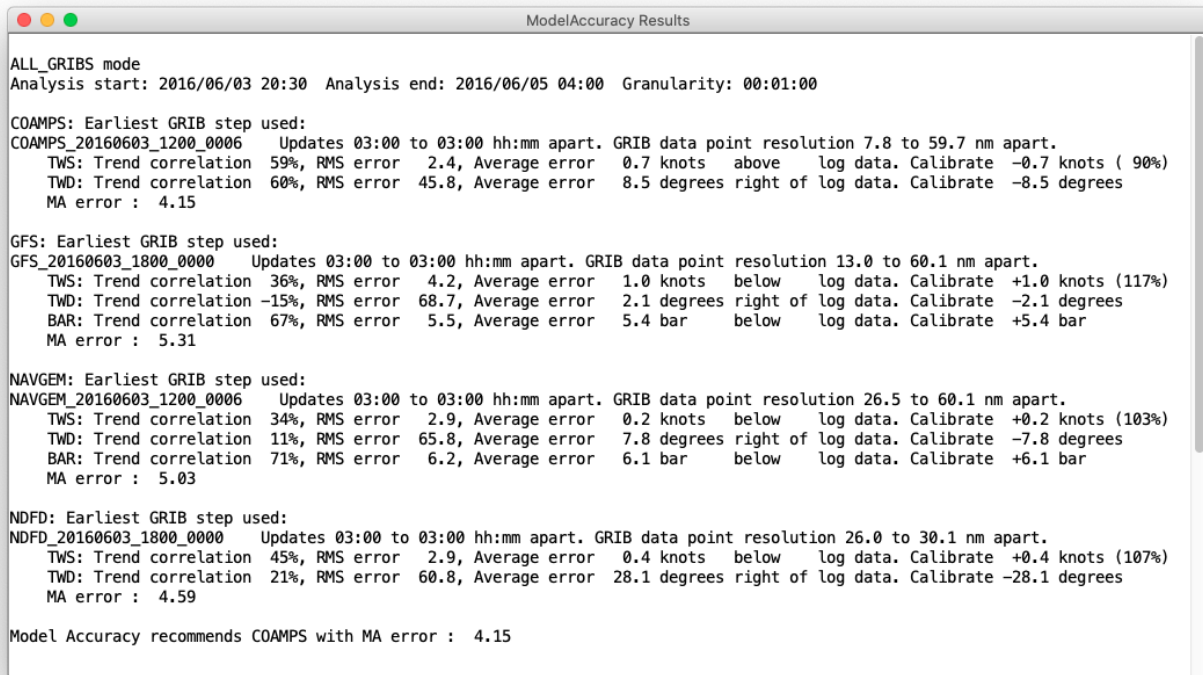 ModelAccuracy Results
ALL_GRIBS mode
Analysis start: 2016/06/03 20:30  Analysis end: 2016/06/05 04:00  Granularity: 00:01:00
COAMPS: Earliest GRIB step used:
COAMPS_20160603_1200_0006    Updates 03:00 to 03:00 hh:mm apart. GRIB data point resolution 7.8 to 59.7 nm apart.
    TWS: Trend correlation  59%, RMS error   2.4, Average error   0.7 knots   above    log data. Calibrate  -0.7 knots ( 90%)
    TWD: Trend correlation  60%, RMS error  45.8, Average error   8.5 degrees right of log data. Calibrate  -8.5 degrees
    MA error :  4.15
GFS: Earliest GRIB step used:
GFS_20160603_1800_0000    Updates 03:00 to 03:00 hh:mm apart. GRIB data point resolution 13.0 to 60.1 nm apart.
    TWS: Trend correlation  36%, RMS error   4.2, Average error   1.0 knots   below    log data. Calibrate  +1.0 knots (117%)
    TWD: Trend correlation -15%, RMS error  68.7, Average error   2.1 degrees right of log data. Calibrate  -2.1 degrees
    BAR: Trend correlation  67%, RMS error   5.5, Average error   5.4 bar     below    log data. Calibrate  +5.4 bar
    MA error :  5.31
NAVGEM: Earliest GRIB step used:
NAVGEM_20160603_1200_0006    Updates 03:00 to 03:00 hh:mm apart. GRIB data point resolution 26.5 to 60.1 nm apart.
    TWS: Trend correlation  34%, RMS error   2.9, Average error   0.2 knots   below    log data. Calibrate  +0.2 knots (103%)
    TWD: Trend correlation  11%, RMS error  65.8, Average error   7.8 degrees right of log data. Calibrate  -7.8 degrees
    BAR: Trend correlation  71%, RMS error   6.2, Average error   6.1 bar     below    log data. Calibrate  +6.1 bar
    MA error :  5.03
NDFD: Earliest GRIB step used:
NDFD_20160603_1800_0000    Updates 03:00 to 03:00 hh:mm apart. GRIB data point resolution 26.0 to 30.1 nm apart.
    TWS: Trend correlation  45%, RMS error   2.9, Average error   0.4 knots   below    log data. Calibrate  +0.4 knots (107%)
    TWD: Trend correlation  21%, RMS error  60.8, Average error  28.1 degrees right of log data. Calibrate -28.1 degrees
    MA error :  4.59
Model Accuracy recommends COAMPS with MA error :  4.15